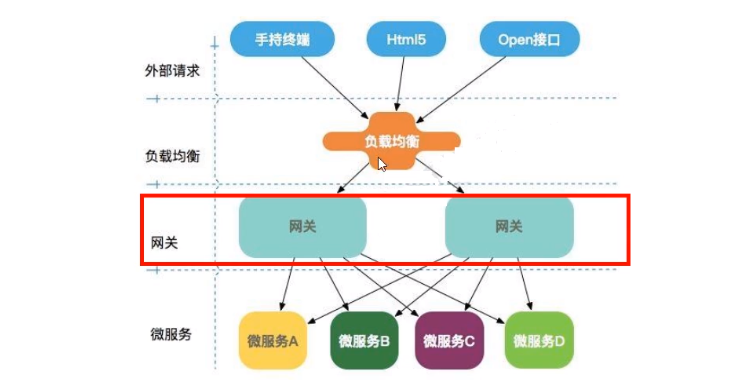 手持终端
Html5
Open接口
外部请求
负载均衡
负载均衡
网关
网关
网关
微服务
微服务A
微服务B
微服务C
微服务D